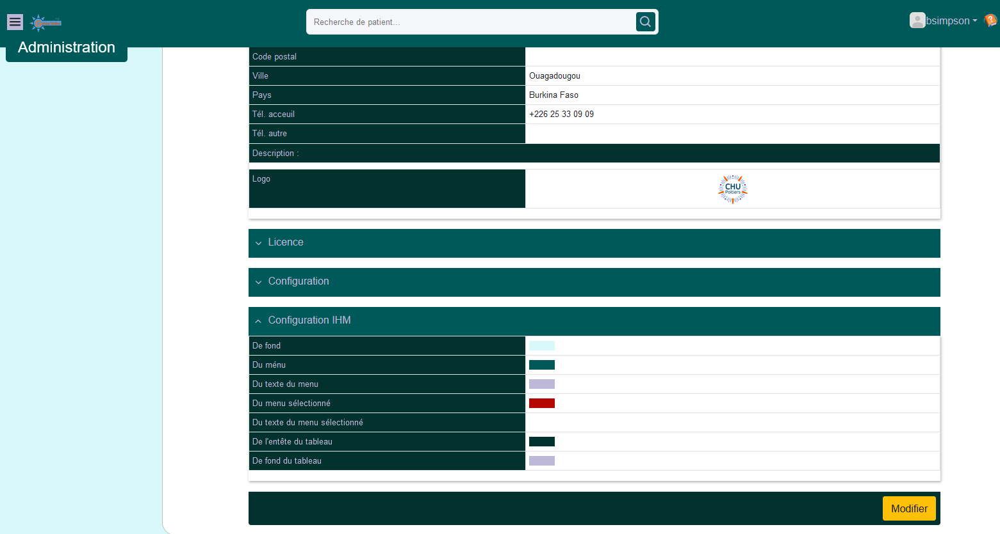 Recherche de patient...
bsimpson
Administration
Code postal
Ville
Ouagadougou
Pays
Burkina Faso
Tél. acceuil
+226 25 33 09 09
Tél. autre
Description :
Logo
CHU
Poitiers
Licence
Configuration
Configuration IHM
De fond
Du ménu
Du texte du menu
Du menu sélectionné
Du texte du menu sélectionné
De l'entête du tableau
De fond du tableau
Modifier